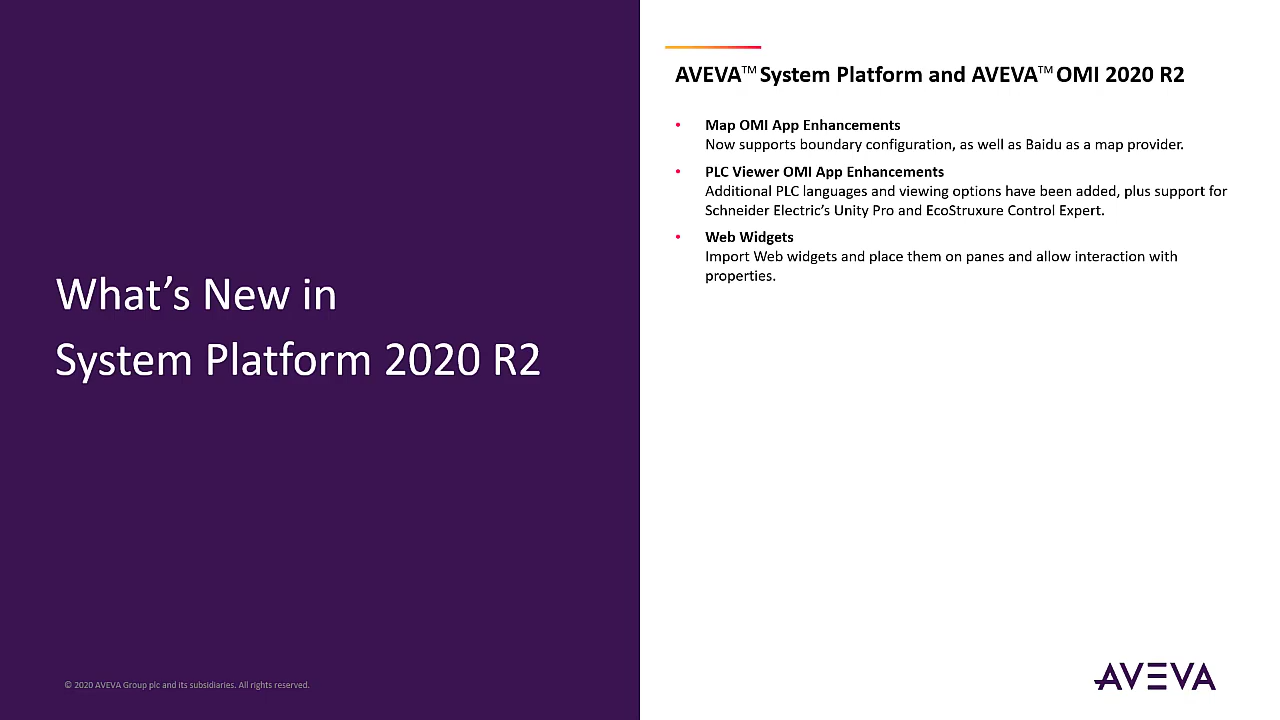 What's New in
System Platform 2020 R2
© 2020 AVEVA Group plc and its subsidiaries. All rights reserved.
AVEVA™ System Platform and AVEVA™ OMI 2020 R2
• Map OMI App Enhancements
Now supports boundary configuration, as well as Baidu as a map provider.
• PLC Viewer OMI App Enhancements
Additional PLC languages and viewing options have been added, plus support for
Schneider Electric's Unity Pro and EcoStruxure Control Expert.
• Web Widgets
Import Web widgets and place them on panes and allow interaction with
properties.
AVEVA